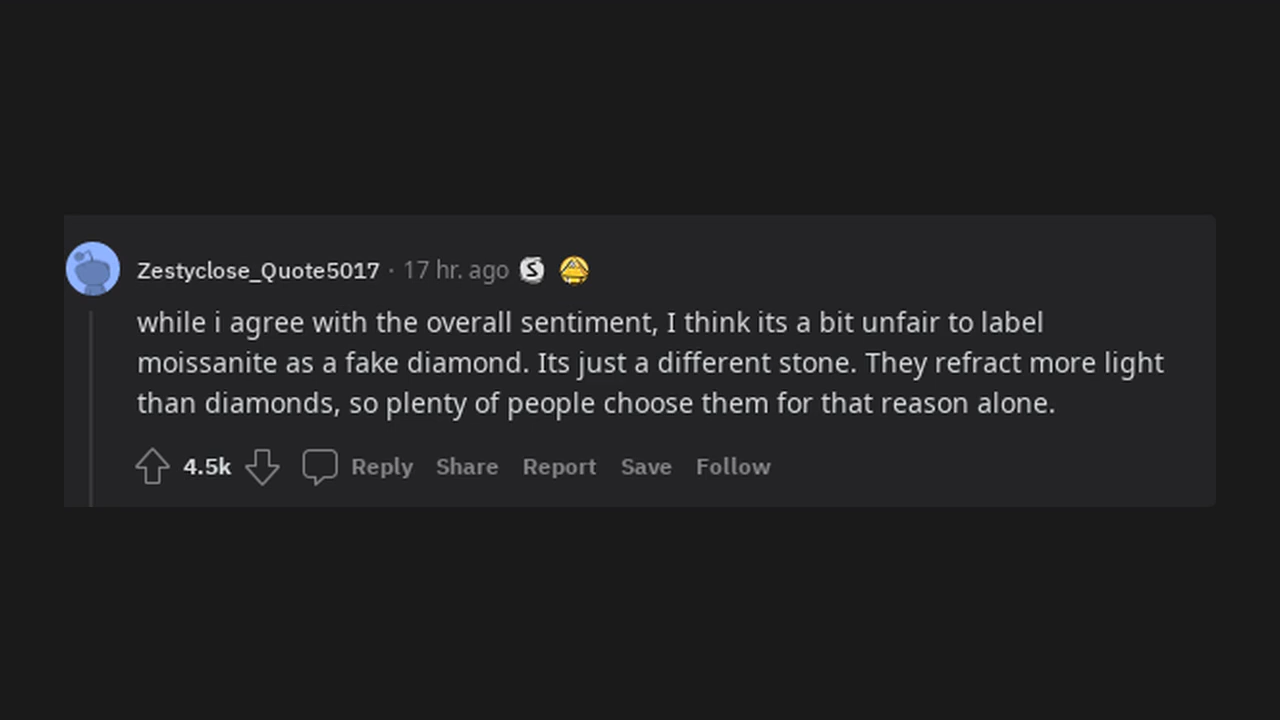 Zestyclose_Quote5017 · 17 hr. ago
while i agree with the overall sentiment, I think its a bit unfair to label
moissanite as a fake diamond. Its just a different stone. They refract more light
than diamonds, so plenty of people choose them for that reason alone.
4.5k Reply Share Report Save Follow